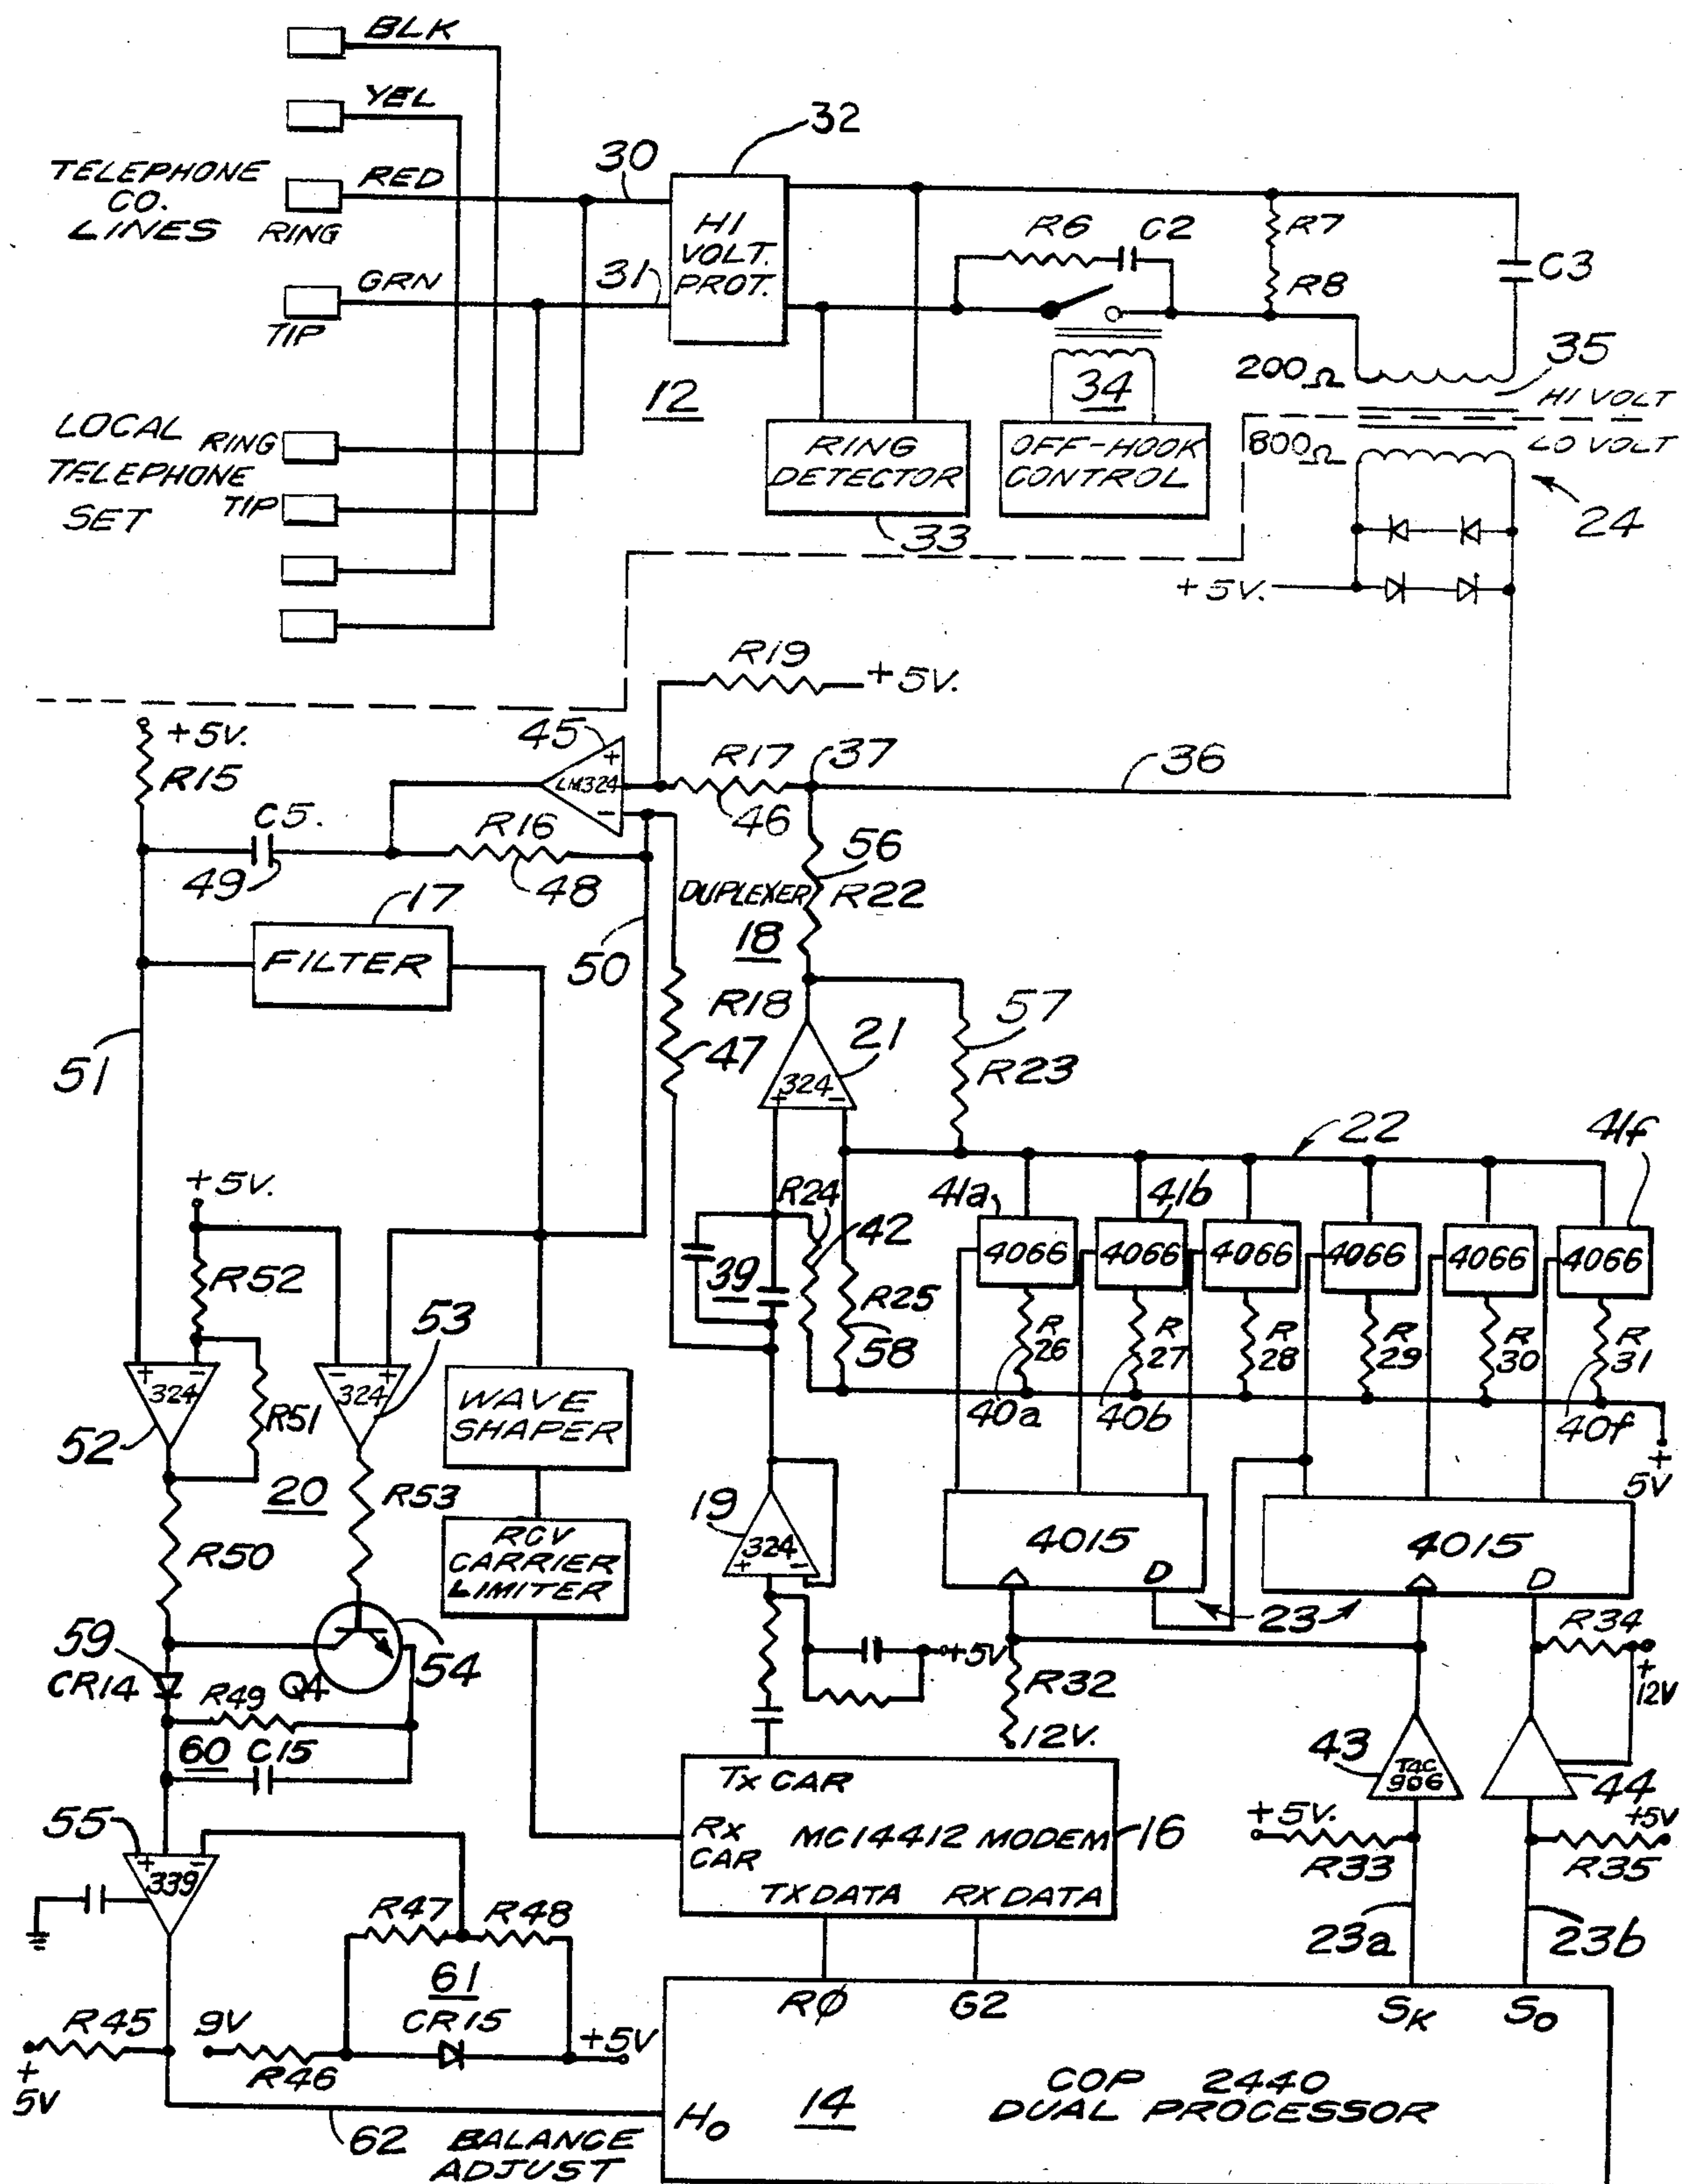 BLK
YEL
TELEPHONE
CO.
LINES
RED
RING
GRN
TIP
30
31
32
HI
VOLT.
PROT.
R6
C2
R7
R8
C3
12
34
200Ω
35
HI VOLT
LO VOLT
800Ω
24
LOCAL
TELEPHONE
SET
RING
TIP
RING
DETECTOR
33
OFF-HOOK
CONTROL
+5V.
R19
+5V.
+5V.
R15
45
+
LM324
-
R17
46
37
36
C5.
49
R16
48
17
FILTER
50
51
DUPLEXER
18
56
R22
R18
47
21
324
+ -
57
R23
22
41a
41b
41f
4066
4066
4066
4066
4066
4066
R24
42
39
R25
58
R
26
R
27
R
28
R
29
R
30
R
31
40a
40b
40f
+
5V
+5V.
R52
+ -
324
52
R51
53
- +
324
20
R53
R50
WAVE
SHAPER
RCV
CARRIER
LIMITER
19
324
+ -
4015
D
4015
D
23
59
CR14
R49
Q4
54
60
C15
+5V
R32
12V.
R34
+
12V
43
T4C
906
44
+5V.
R33
+5V
R35
55
+ -
339
TX CAR
RX
CAR
MC14412 MODEM
16
TX DATA
RX DATA
R47
R48
61
CR15
R45
+
5V
9V
R46
+5V
23a
23b
RØ
G2
SK
SO
H0
14
COP 2440
DUAL PROCESSOR
62
BALANCE
ADJUST